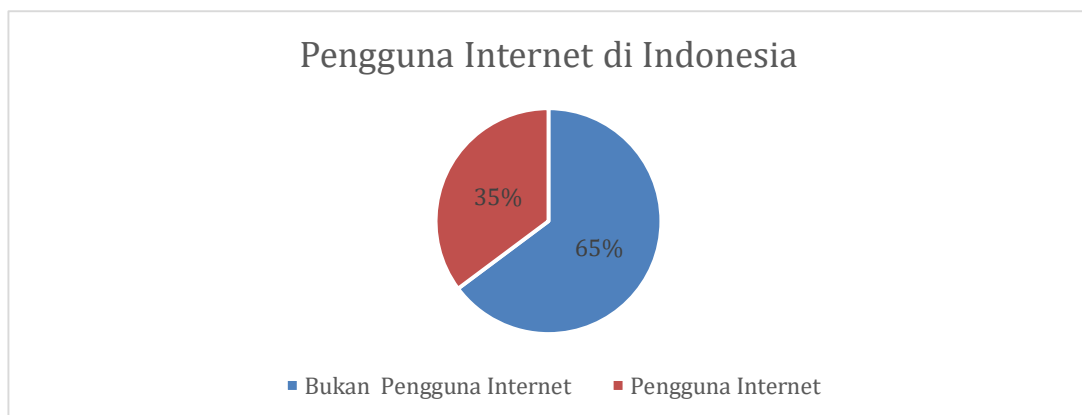 Pengguna Internet di Indonesia
35%
65%
Bukan  Pengguna Internet
Pengguna Internet